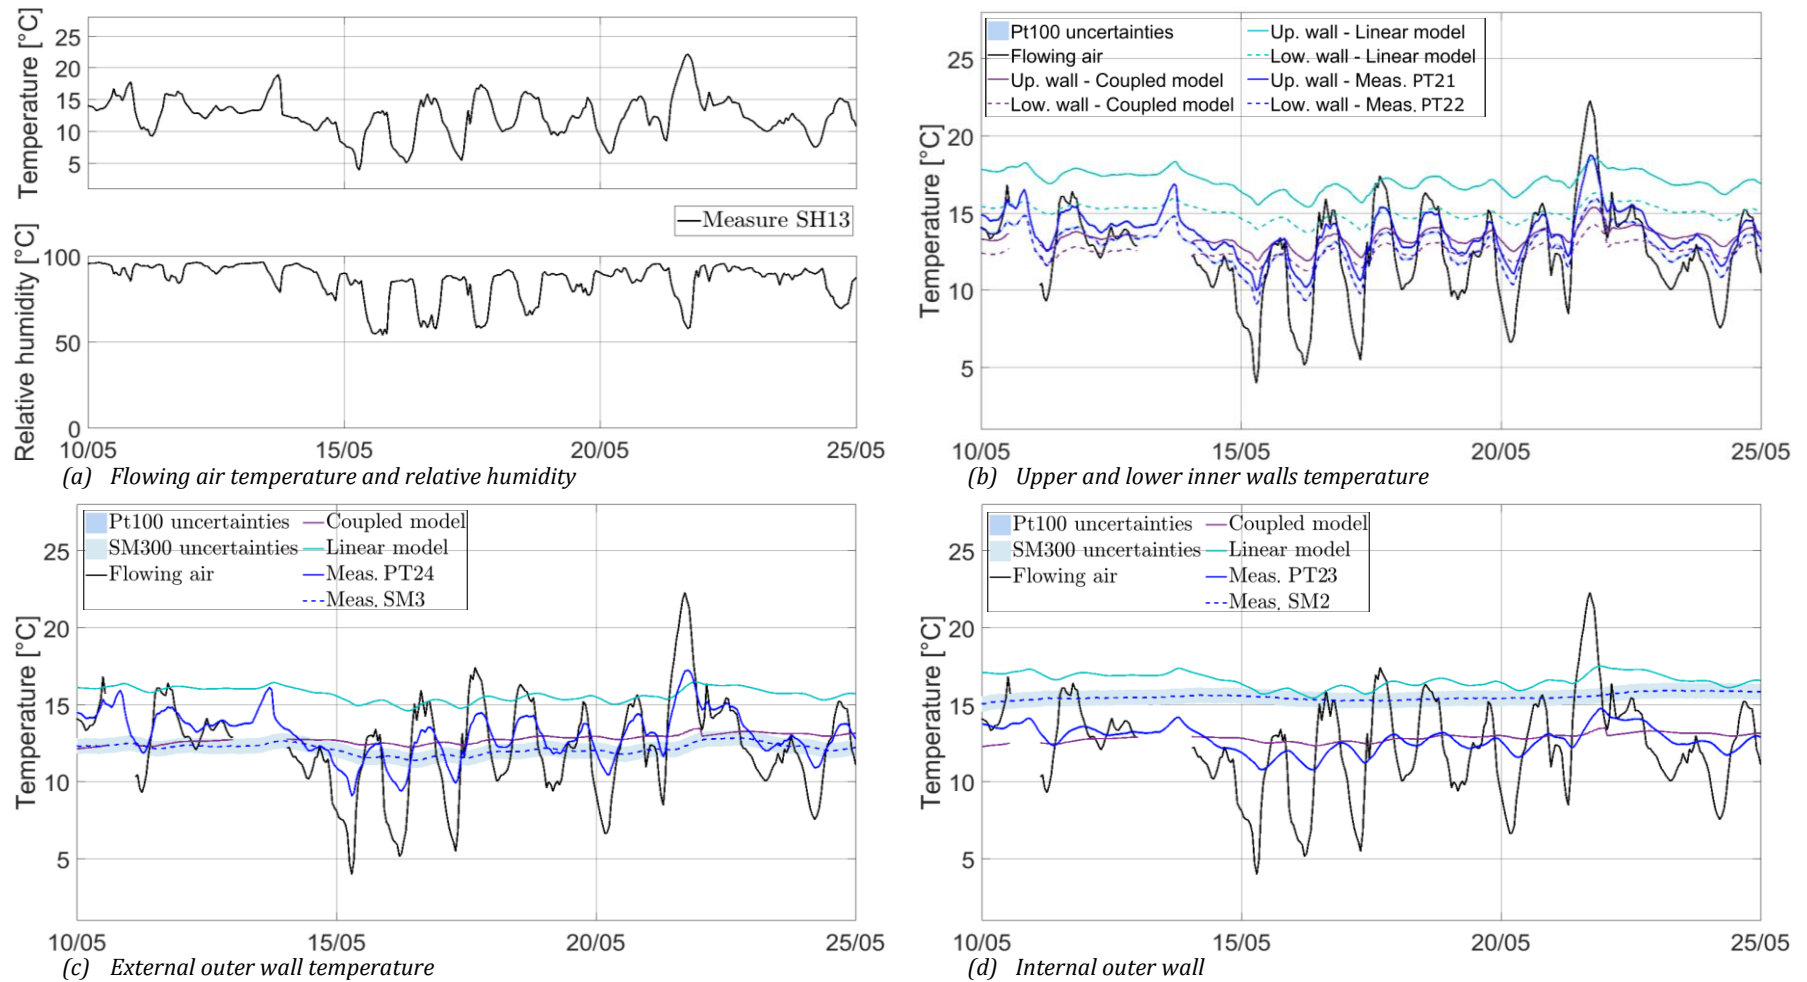 Temperature [°C]
25
20
15
10
5
Measure SH13
Relative humidity [°C]
100
50
0
10/05 15/05 20/05 25/05
(a) Flowing air temperature and relative humidity
Pt100 uncertainties
Flowing air
Up. wall - Coupled model
Low. wall - Coupled model
Up. wall - Linear model
Low. wall - Linear model
Up. wall - Meas. PT21
Low. wall - Meas. PT22
Temperature [°C]
25
20
15
10
5
10/05 15/05 20/05 25/05
(b) Upper and lower inner walls temperature
Pt100 uncertainties
SM300 uncertainties
Flowing air
Coupled model
Linear model
Meas. PT24
Meas. SM3
Temperature [°C]
25
20
15
10
5
10/05 15/05 20/05 25/05
(c) External outer wall temperature
Pt100 uncertainties
SM300 uncertainties
Flowing air
Coupled model
Linear model
Meas. PT23
Meas. SM2
Temperature [°C]
25
20
15
10
5
10/05 15/05 20/05 25/05
(d) Internal outer wall